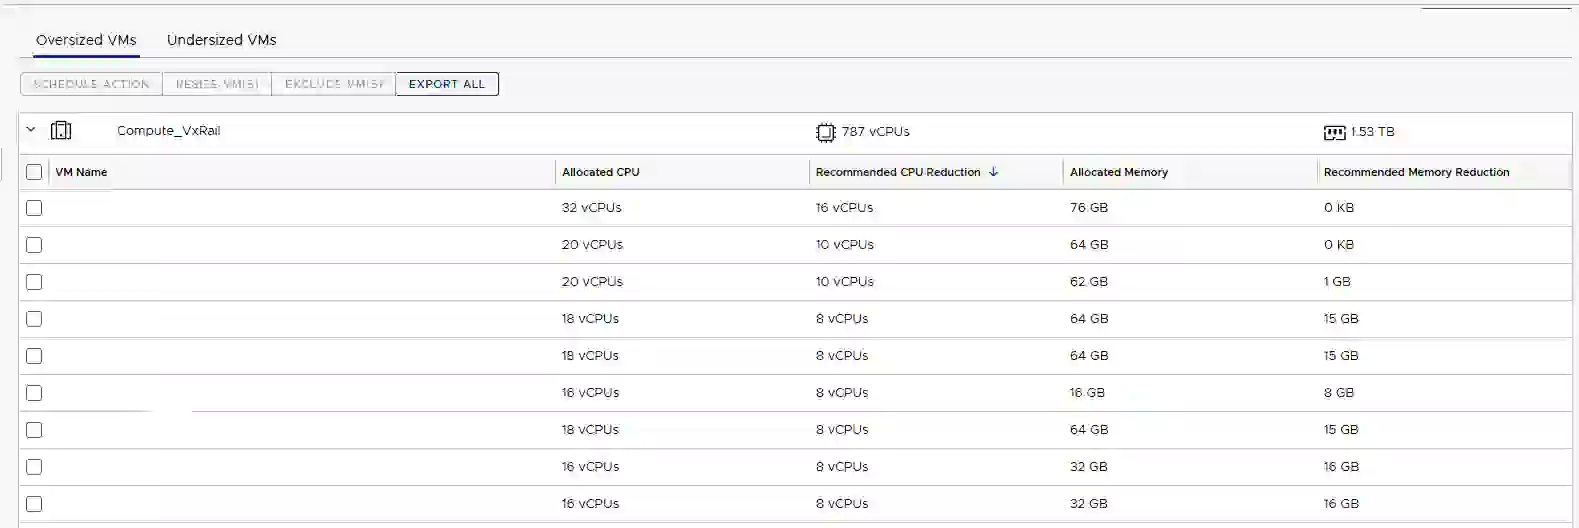 Oversized VMs Undersized VMs
SCHEDULE ACTION RESIZE VM(S) EXCLUDE VM(S) EXPORT ALL
Compute_VxRail 787 vCPUs 1.53 TB
VM Name Allocated CPU Recommended CPU Reduction Allocated Memory Recommended Memory Reduction
32 vCPUs 16 vCPUs 76 GB 0 KB
20 vCPUs 10 vCPUs 64 GB 0 KB
20 vCPUs 10 vCPUs 62 GB 1 GB
18 vCPUs 8 vCPUs 64 GB 15 GB
18 vCPUs 8 vCPUs 64 GB 15 GB
16 vCPUs 8 vCPUs 16 GB 8 GB
18 vCPUs 8 vCPUs 64 GB 15 GB
16 vCPUs 8 vCPUs 32 GB 16 GB
16 vCPUs 8 vCPUs 32 GB 16 GB